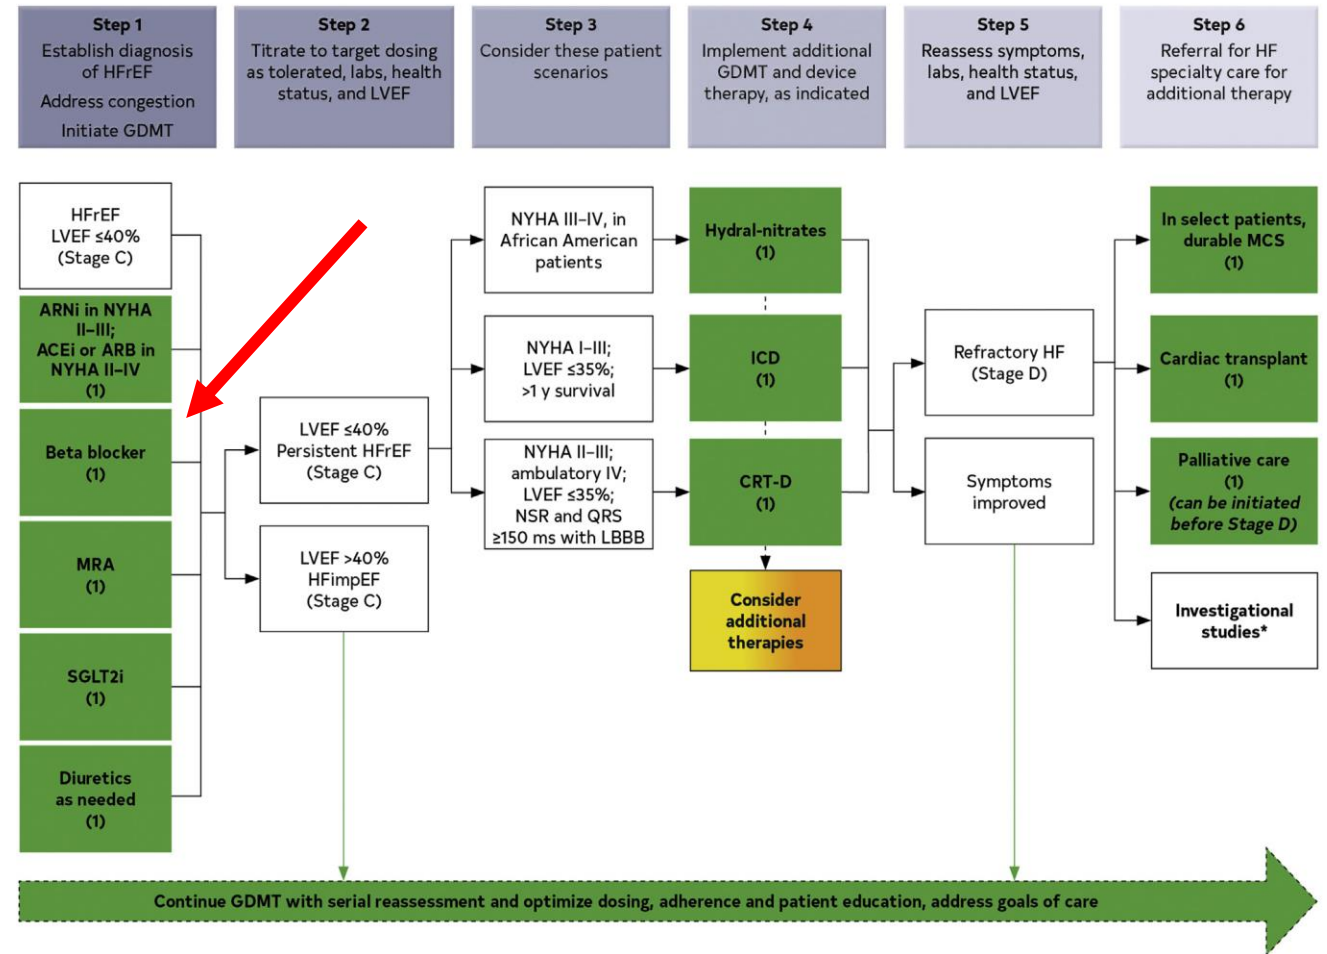 Step 1
Establish diagnosis
of HFrEF
Address congestion
Initiate GDMT
Step 2
Titrate to target dosing
as tolerated, labs, health
status, and LVEF
Step 3
Consider these patient
scenarios
Step 4
Implement additional
GDMT and device
therapy, as indicated
Step 5
Reassess symptoms,
labs, health status,
and LVEF
Step 6
Referral for HF
specialty care for
additional therapy
HFrEF
LVEF ≤40%
(Stage C)
ARNi in NYHA
II–III;
ACEi or ARB in
NYHA II–IV
(1)
Beta blocker
(1)
MRA
(1)
SGLT2i
(1)
Diuretics
as needed
(1)
LVEF ≤40%
Persistent HFrEF
(Stage C)
LVEF >40%
HFimpEF
(Stage C)
NYHA III–IV, in
African American
patients
NYHA I–III;
LVEF ≤35%;
>1 y survival
NYHA II–III;
ambulatory IV;
LVEF ≤35%;
NSR and QRS
≥150 ms with LBBB
Hydral-nitrates
(1)
ICD
(1)
CRT-D
(1)
Consider
additional
therapies
Refractory HF
(Stage D)
Symptoms
improved
In select patients,
durable MCS
(1)
Cardiac transplant
(1)
Palliative care
(1)
(can be initiated
before Stage D)
Investigational
studies*
Continue GDMT with serial reassessment and optimize dosing, adherence and patient education, address goals of care